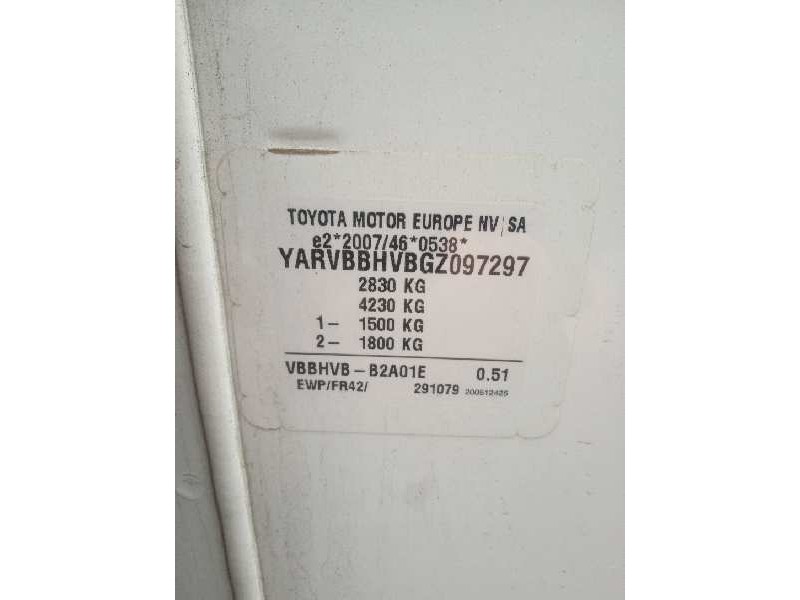 TOYOTA MOTOR EUROPE NV/SA
e2*2007/46*0538*
YARVBBHVBGZ097297
2830 KG
4230 KG
1- 1500 KG
2- 1800 KG
VBBHVB-B2A01E 0.51
EWP/FR42/ 291079 200612425